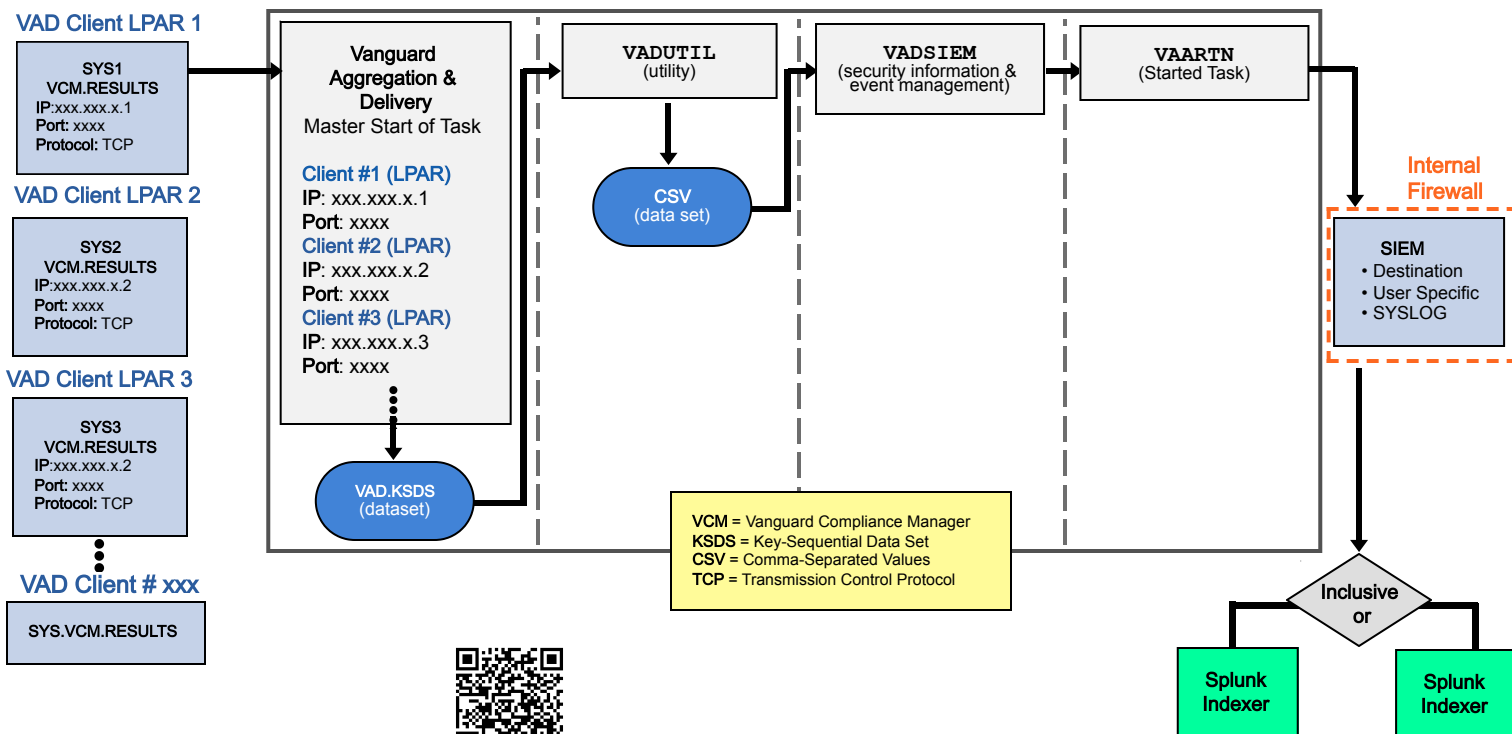 VAD Client LPAR 1
SYS1
VCM.RESULTS
IP:xxx.xxx.x.1
Port: xxxx
Protocol: TCP
VAD Client LPAR 2
SYS2
VCM.RESULTS
IP:xxx.xxx.x.2
Port: xxxx
Protocol: TCP
VAD Client LPAR 3
SYS3
VCM.RESULTS
IP:xxx.xxx.x.2
Port: xxxx
Protocol: TCP
VAD Client # xxx
SYS.VCM.RESULTS
Vanguard
Aggregation &
Delivery
Master Start of Task
Client #1 (LPAR)
IP: xxx.xxx.x.1
Port: xxxx
Client #2 (LPAR)
IP: xxx.xxx.x.2
Port: xxxx
Client #3 (LPAR)
IP: xxx.xxx.x.3
Port: xxxx
VAD.KSDS
(dataset)
VADUTIL
(utility)
CSV
(data set)
VADSIEM
(security information &
event management)
VAARTN
(Started Task)
VCM = Vanguard Compliance Manager
KSDS = Key-Sequential Data Set
CSV = Comma-Separated Values
TCP = Transmission Control Protocol
Internal
Firewall
SIEM
• Destination
• User Specific
• SYSLOG
Inclusive
or
Splunk
Indexer
Splunk
Indexer